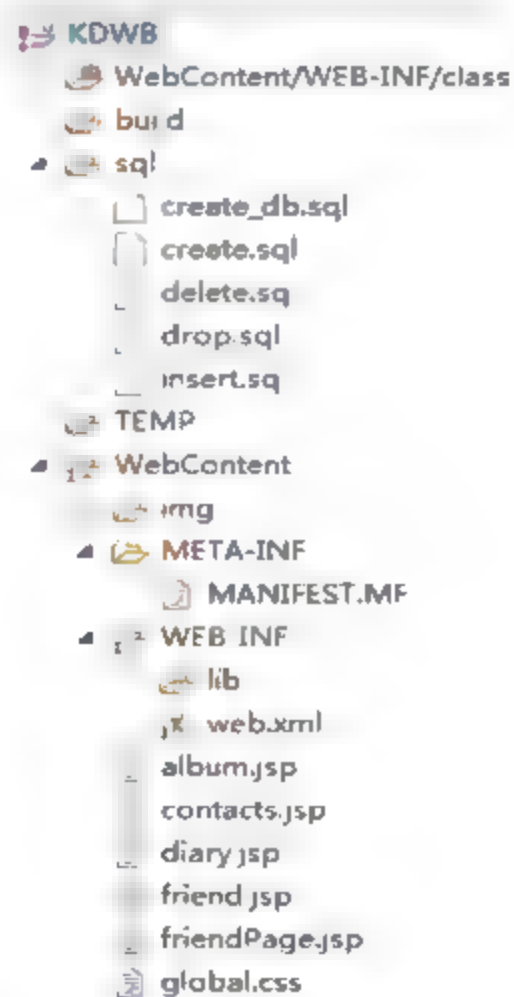 KDWB
WebContent/WEB-INF/class
build
sql
create_db.sql
create.sql
delete.sql
drop.sql
insert.sql
TEMP
WebContent
img
META-INF
MANIFEST.MF
WEB-INF
lib
web.xml
album.jsp
contacts.jsp
diary.jsp
friend.jsp
friendPage.jsp
global.css